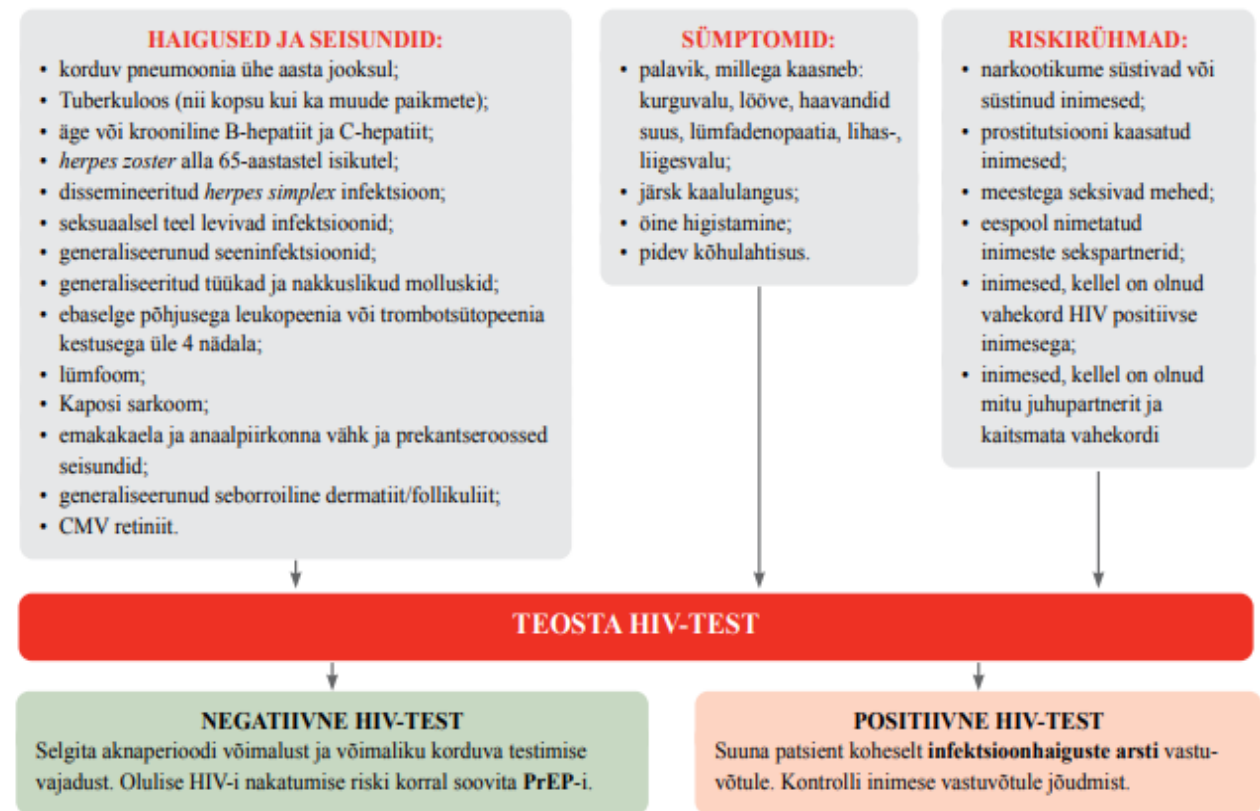 HAIGUSED JA SEISUNDID:
• korduv pneumoonia ühe aasta jooksul;
• Tuberkuloos (nii kopsu kui ka muude paikmete);
• äge või krooniline B-hepatiit ja C-hepatiit;
• herpes zoster alla 65-aastastel isikutel;
• dissemineeritud herpes simplex infektsioon;
• seksuaalsel teel levivad infektsioonid;
• generaliseerunud seeninfektsioonid;
• generaliseeritud tüükad ja nakkuslikud molluskid;
• ebaselge põhjusega leukopeenia või trombotsütopeenia
kestusega üle 4 nädala;
• lümfoom;
• Kaposi sarkoom;
• emakakaela ja anaalpiirkonna vähk ja prekantseroossed
seisundid;
• generaliseerunud seborroiline dermatiit/follikuliit;
• CMV retiniit.
SÜMPTOMID:
• palavik, millega kaasneb:
kurguvalu, lööve, haavandid
suus, lümfadenopaatia, lihas-,
liigesvalu;
• järsk kaalulangus;
• öine higistamine;
• pidev kõhulahtisus.
RISKIRÜHMAD:
• narkootikume süstivad või
süstinud inimesed;
• prostitutsiooni kaasatud
inimesed;
• meestega seksivad mehed;
• eespool nimetatud
inimeste sekspartnerid;
• inimesed, kellel on olnud
vahekord HIV positiivse
inimesega;
• inimesed, kellel on olnud
mitu juhupartnerit ja
kaitsmata vahekordi
TEOSTA HIV-TEST
NEGATIIVNE HIV-TEST
Selgita aknaperioodi võimalust ja võimaliku korduva testimise
vajadust. Olulise HIV-i nakatumise riski korral soovita PrEP-i.
POSITIIVNE HIV-TEST
Suuna patsient koheselt infektsioonhaiguste arsti vastu-
võtule. Kontrolli inimese vastuvõtule jõudmist.